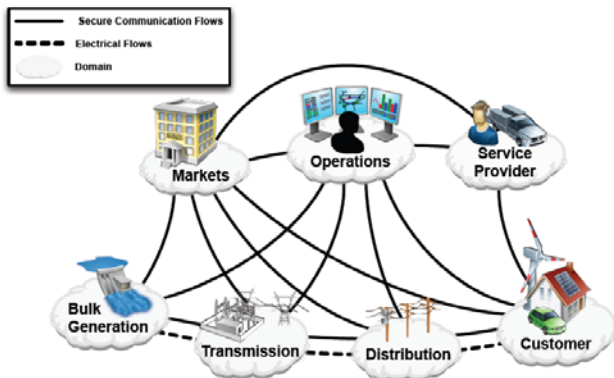 Secure Communication Flows
Electrical Flows
Domain
Markets
Operations
Service
Provider
Bulk
Generation
Transmission
Distribution
Customer